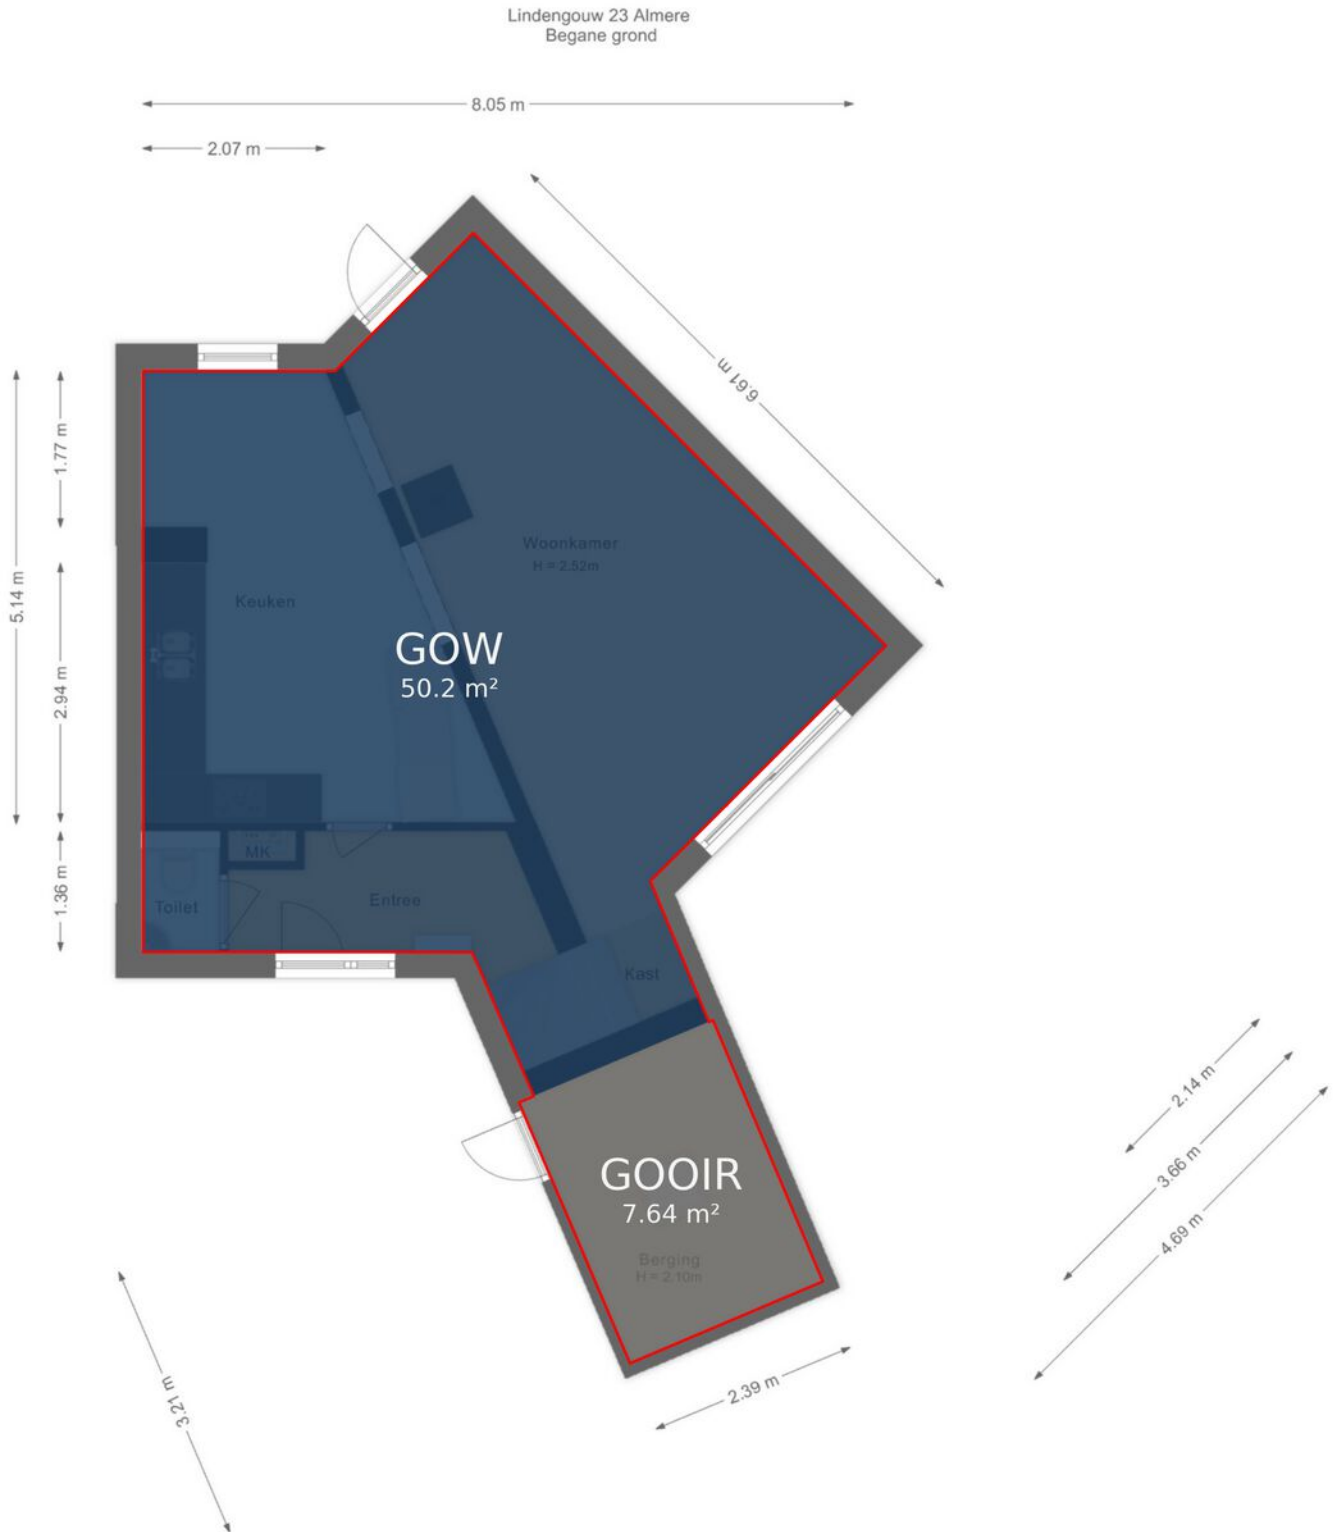 Lindengouw 23 Almere
Begane grond
8.05 m
2.07 m
6.61 m
1.77 m
5.14 m
2.94 m
1.36 m
Woonkamer
H = 2.52m
Keuken
GOW
50.2 m²
MK
Toilet
Entree
Kast
GOOIR
7.64 m²
Berging
H = 2.10m
2.14 m
3.66 m
4.69 m
2.39 m
3.21 m